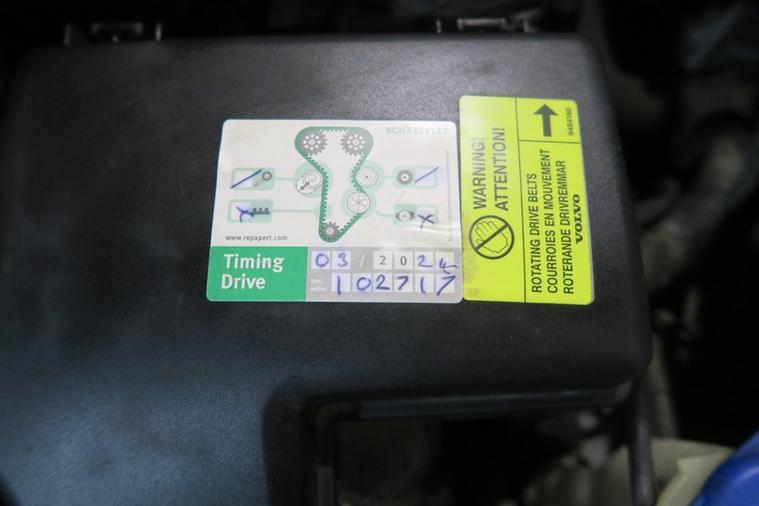 SCHAEFFLER
www.repxpert.com
Timing
Drive
03 / 2024
km/
miles
102717
WARNING!
ATTENTION!
ROTATING DRIVE BELTS
COURROIES EN MOUVEMENT
ROTERANDE DRIVREMMAR
VOLVO
9454160